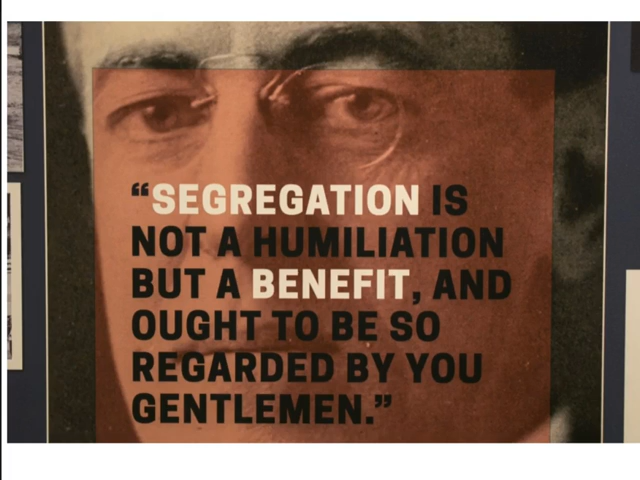 “SEGREGATION IS
NOT A HUMILIATION
BUT A BENEFIT, AND
OUGHT TO BE SO
REGARDED BY YOU
GENTLEMEN.”